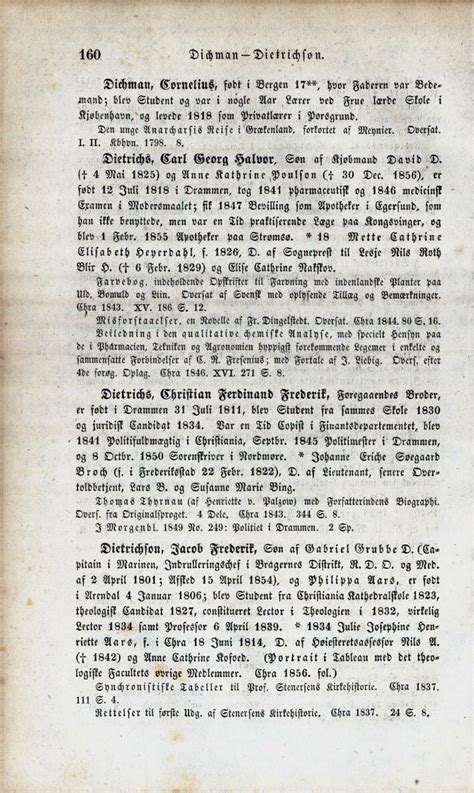 160 Dichman — Dietrichson.
Dichman, Cornelius, født i Bergen 17**, hvor Faderen var Bede-
mand; blev Student og var i nogle Aar Lærer ved Frue lærde Skole i
Kjøbenhavn, og levede 1818 som Privatlærer i Porsgrund.
Den unge Anarcharsis Reise i Grækenland, forkortet af Meynier. Oversat.
I. II. Kbhvn. 1798. 8.
Dietrichs, Carl Georg Halvor, Søn af Kjøbmand David D.
(† 4 Mai 1825) og Anne Kathrine Poulson († 30 Dec. 1856), er
født 12 Juli 1818 i Drammen, tog 1841 pharmaceutisk og 1846 medicinsk
Examen i Modersmaalet; fik 1847 Bevilling som Apotheker i Egersund, som
han ikke benyttede, men var en Tid praktiserende Læge paa Kongsvinger, og
blev 1 Febr. 1855 Apotheker paa Strømsø. * 18 Mette Cathrine
Elisabeth Heyerdahl, f. 1826, D. af Sogneprest til Lesje Nils Roth
Blir H. († 6 Febr. 1829) og Elise Cathrine Nakskov.
Farvebog, indeholdende Opskrifter til Farvning med indenlandske Planter paa
Uld, Bomuld og Liin. Oversat af Svensk med oplysende Tillæg og Bemærkninger.
Chra 1843. XV. 186 S. 12.
Misforstaaelser, en Novelle af Fr. Dingelstedt. Oversat. Chra 1844. 80 S. 16.
Veiledning i den qualitative chemiske Analyse, med specielt Hensyn paa
de i Pharmacien, Tekniken og Agronomien hyppigst forekommende Legemer i enkelte og
sammensatte Forbindelser af C. R. Fresenius; med Fortale af J. Liebig. Overs. efter
4de forøg. Oplag. Chra 1846. XVI. 271 S. 8.
Dietrichs, Christian Ferdinand Frederik, Foregaaendes Broder,
er født i Drammen 31 Juli 1811, blev Student fra sammes Skole 1830
og juridisk Candidat 1834. Var en Tid Copist i Finantsdepartementet, blev
1841 Politifuldmægtig i Christiania, Septbr. 1845 Politimester i Drammen,
og 8 Octbr. 1850 Sorenskriver i Nordmøre. * Johanne Eriche Søegaard
Broch (f. i Frederikstad 22 Febr. 1822), D. af Lieutenant, senere Over-
toldbetjent, Lars B. og Susanne Marie Bing.
Thomas Thyrnau (af Henriette v. Palzow) med Forfatterindens Biographi.
Overs. fra Originalsproget. 4 Dele. Chra 1843. 344 S. 8.
I Morgenbl. 1849 No. 249: Politiet i Drammen. 2 Sp.
Dietrichson, Jacob Frederik, Søn af Gabriel Grubbe D. (Ca-
pitain i Marinen, Indrulleringschef i Bragernes Distrikt, R. D. O. og Med.
af 2 April 1801; Afsked 15 April 1854), og Philippa Aars, er født
i Arendal 4 Januar 1806; blev Student fra Christiania Kathedralskole 1823,
theologisk Candidat 1827, constitueret Lector i Theologien i 1832, virkelig
Lector 1834 samt Professor 6 April 1839. * 1834 Julie Josephine Hen-
riette Aars, f. i Chra 18 Juni 1814, D. af Høiesteretsassessor Nils A.
(† 1842) og Anne Cathrine Kofoed. (Portrait i Tableau med det theo-
logiske Facultets øvrige Medlemmer. Chra 1856. fol.)
Synchronistiske Tabeller til Prof. Stenersens Kirkehistorie. Chra 1837.
111 S. 4.
Rettelser til første Udg. af Stenersens Kirkehistorie. Chra 1837. 24 S. 8.